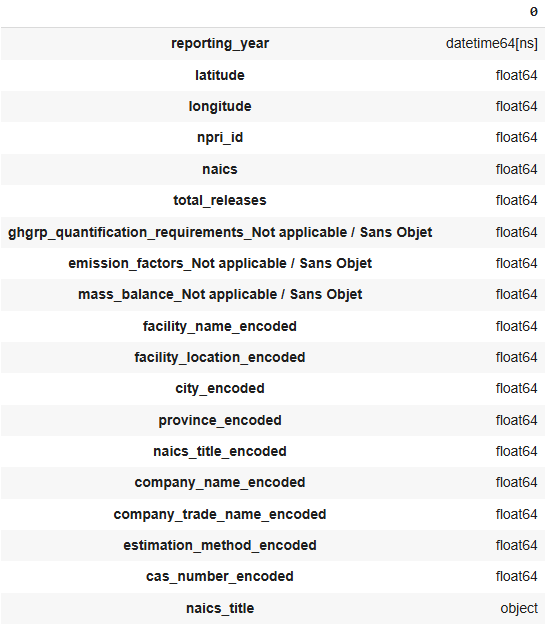 0
reporting_year datetime64[ns]
latitude float64
longitude float64
npri_id float64
naics float64
total_releases float64
ghgrp_quantification_requirements_Not applicable / Sans Objet float64
emission_factors_Not applicable / Sans Objet float64
mass_balance_Not applicable / Sans Objet float64
facility_name_encoded float64
facility_location_encoded float64
city_encoded float64
province_encoded float64
naics_title_encoded float64
company_name_encoded float64
company_trade_name_encoded float64
estimation_method_encoded float64
cas_number_encoded float64
naics_title object